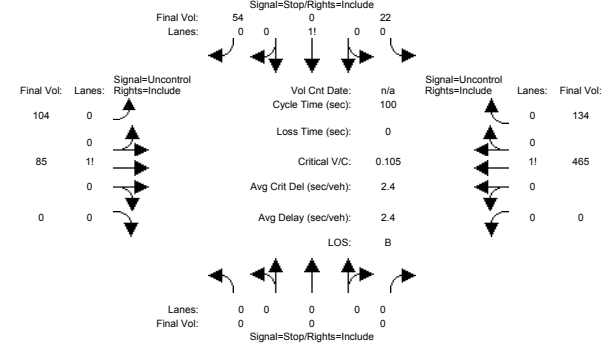 Signal=Stop/Rights=Include
Final Vol: 54 0 22
Lanes: 0 0 1! 0 0
Signal=Uncontrol Signal=Uncontrol
Final Vol: Lanes: Rights=Include Vol Cnt Date: n/a Rights=Include Lanes: Final Vol:
Cycle Time (sec): 100
104 0 0 134
Loss Time (sec): 0
0 0
85 1! Critical V/C: 0.105 1! 465
0 Avg Crit Del (sec/veh): 2.4 0
0 0 Avg Delay (sec/veh): 2.4 0 0
LOS: B
Lanes: 0 0 0 0 0
Final Vol: 0 0 0
Signal=Stop/Rights=Include